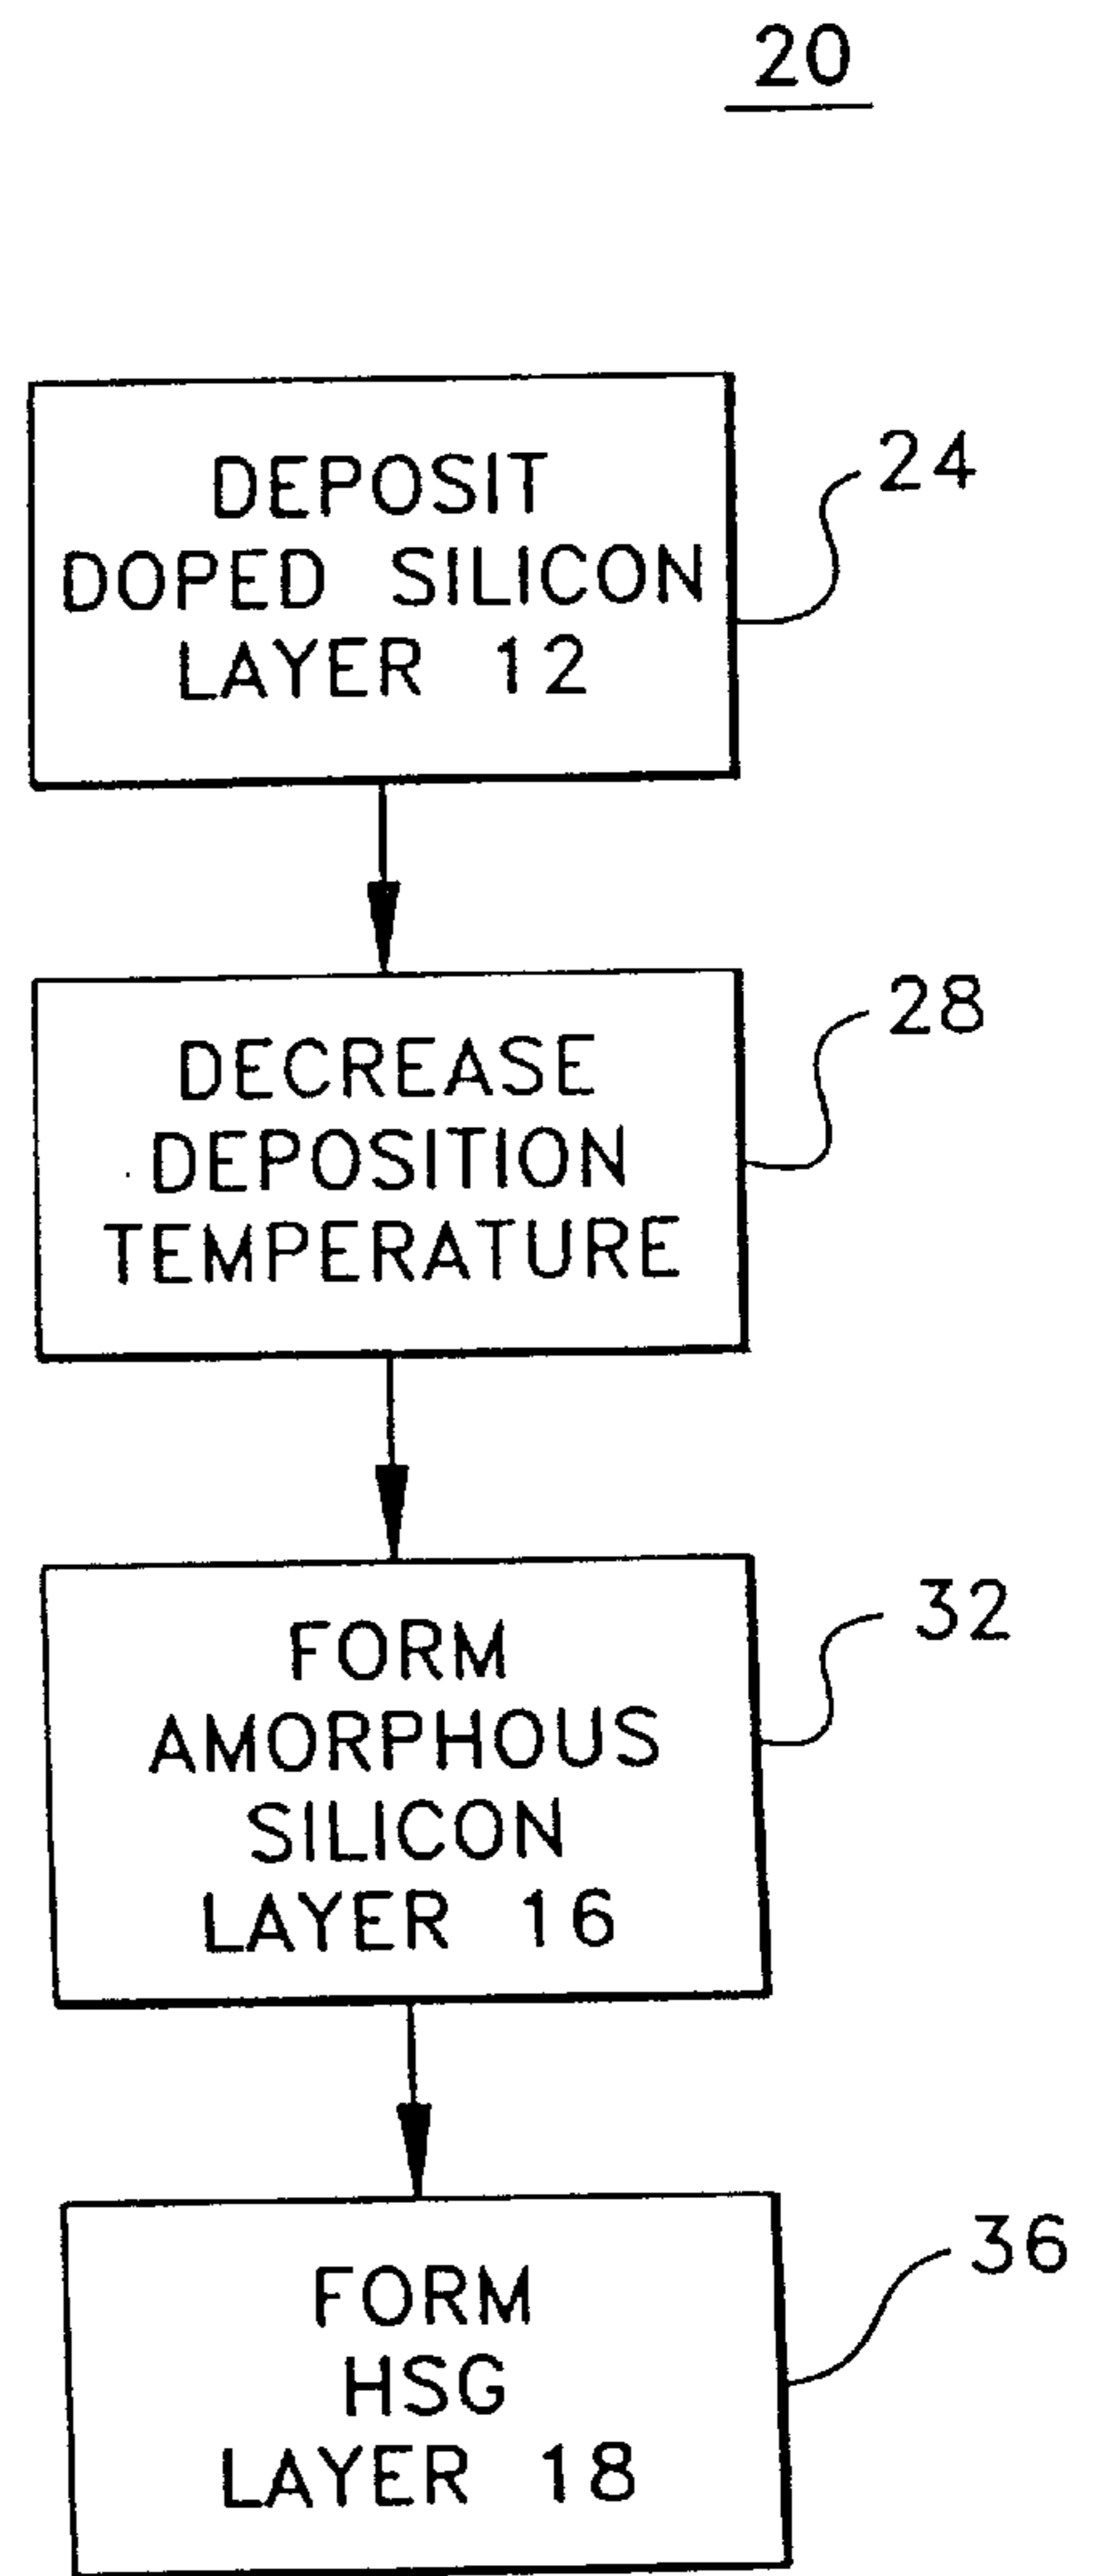 20
DEPOSIT
DOPED SILICON
LAYER 12
24
DECREASE
DEPOSITION
TEMPERATURE
28
FORM
AMORPHOUS
SILICON
LAYER 16
32
FORM
HSG
LAYER 18
36